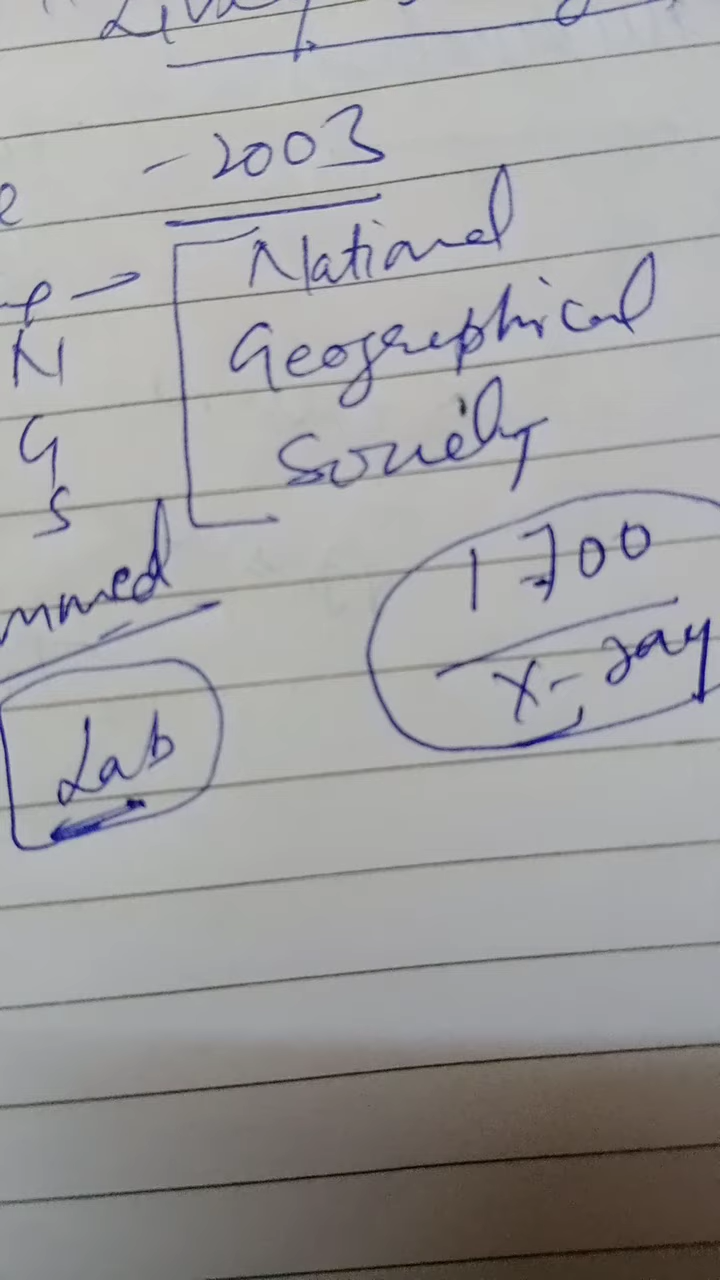 - 2003
National
N Geographical
G Society
S
1700
X-ray
Lab